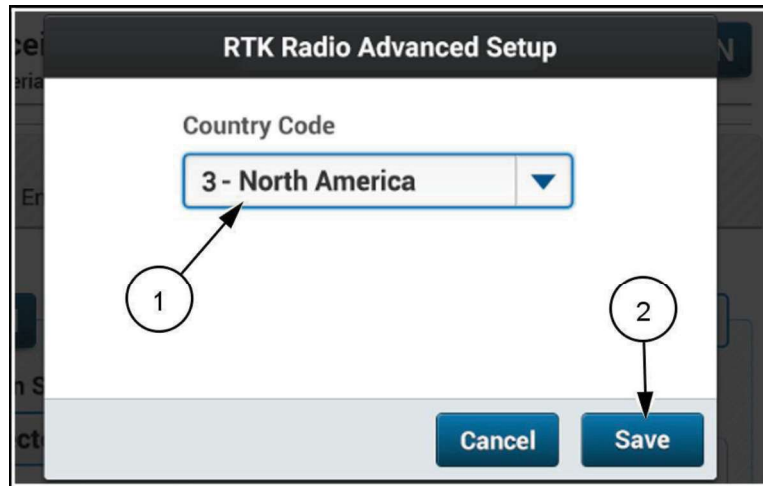 RTK Radio Advanced Setup
Country Code
3 - North America
1
2
Cancel
Save